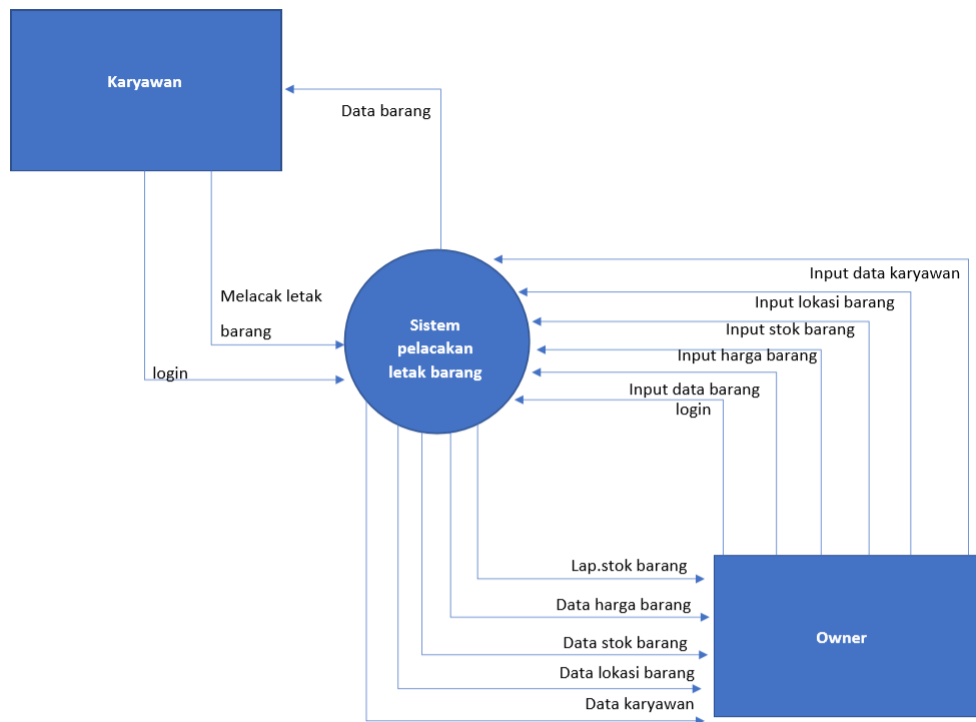 Karyawan
Data barang
Melacak letak
barang
login
Sistem
pelacakan
letak barang
Input data karyawan
Input lokasi barang
Input stok barang
Input harga barang
Input data barang
login
Lap.stok barang
Data harga barang
Data stok barang
Data lokasi barang
Data karyawan
Owner